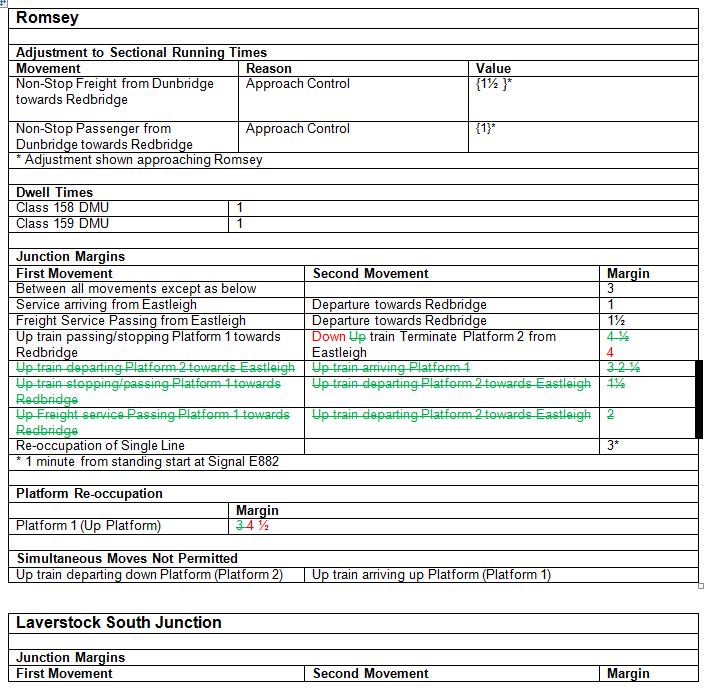 Romsey
Adjustment to Sectional Running Times
Movement Reason Value
Non-Stop Freight from Dunbridge Approach Control {1½ }*
towards Redbridge
Non-Stop Passenger from Approach Control {1}*
Dunbridge towards Redbridge
* Adjustment shown approaching Romsey
Dwell Times
Class 158 DMU 1
Class 159 DMU 1
Junction Margins
First Movement Second Movement Margin
Between all movements except as below 3
Service arriving from Eastleigh Departure towards Redbridge 1
Freight Service Passing from Eastleigh Departure towards Redbridge 1½
Up train passing/stopping Platform 1 towards Down Up train Terminate Platform 2 from 4 ½
Redbridge Eastleigh 4
Up train departing Platform 2 towards Eastleigh Up train arriving Platform 1 3 2 ½
Up train stopping/passing Platform 1 towards Up train departing Platform 2 towards Eastleigh 1½
Redbridge
Up Freight service Passing Platform 1 towards Up train departing Platform 2 towards Eastleigh 2
Redbridge
Re-occupation of Single Line 3*
* 1 minute from standing start at Signal E882
Platform Re-occupation
Margin
Platform 1 (Up Platform) 3 4 ½
Simultaneous Moves Not Permitted
Up train departing down Platform (Platform 2) Up train arriving up Platform (Platform 1)
Laverstock South Junction
Junction Margins
First Movement Second Movement Margin